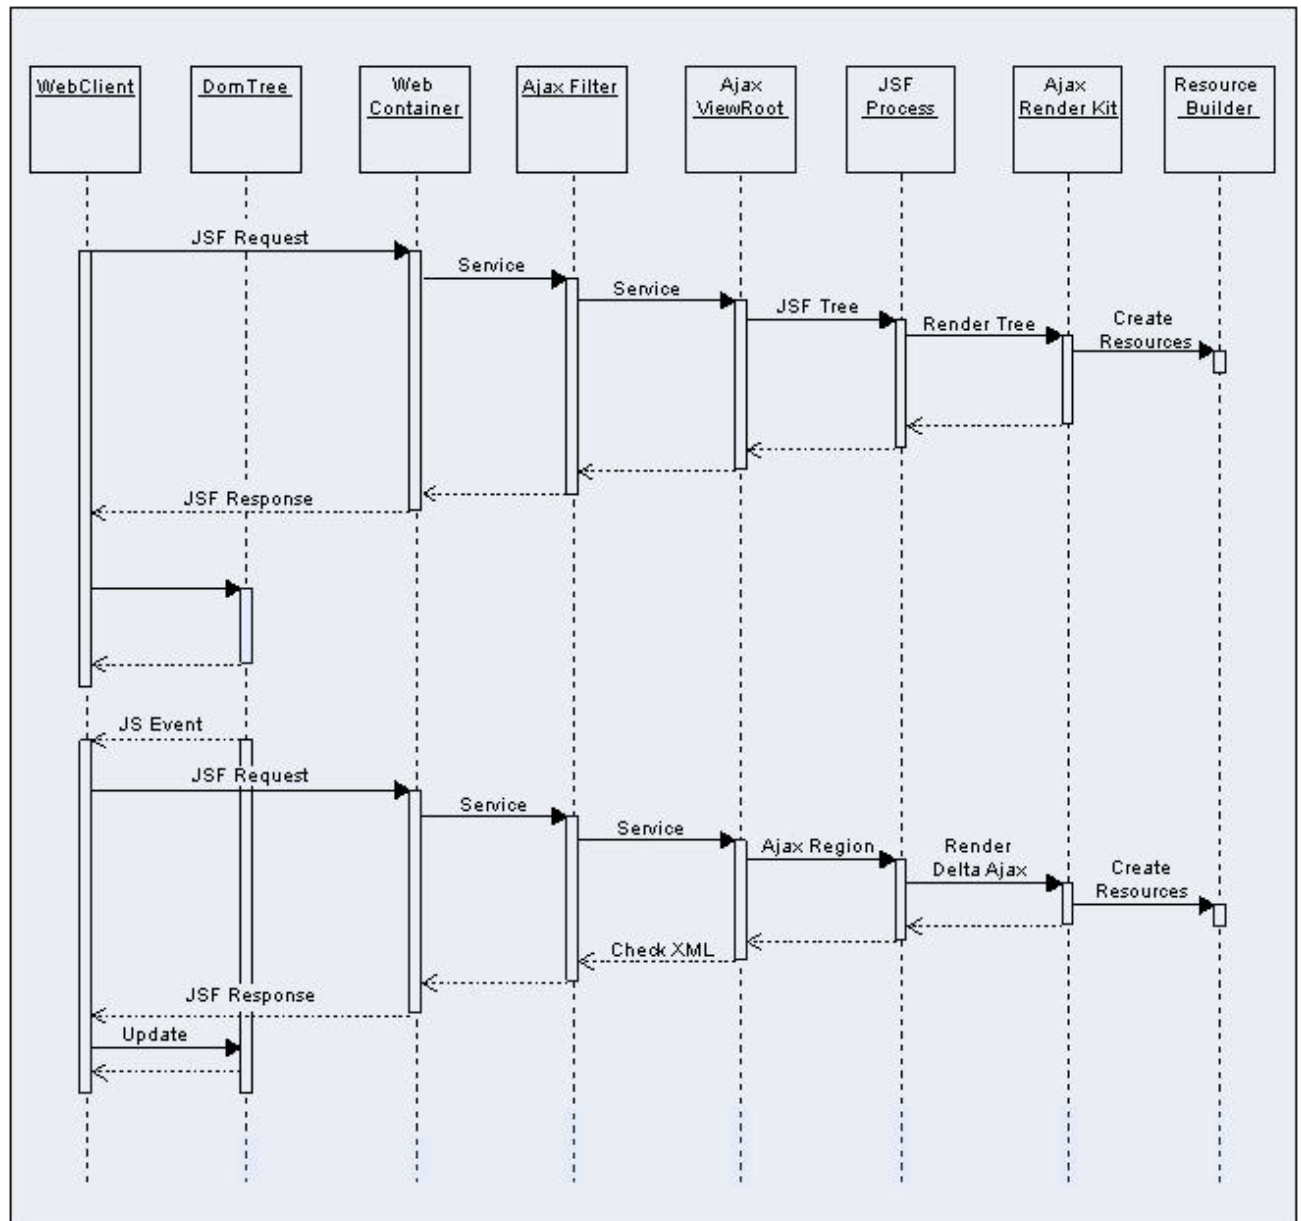 WebClient
DomTree
Web
Container
Ajax Filter
Ajax
ViewRoot
JSF
Process
Ajax
Render Kit
Resource
Builder
JSF Request
Service
Service
JSF Tree
Render Tree
Create
Resources
JSF Response
JS Event
JSF Request
Service
Service
Ajax Region
Render
Delta Ajax
Create
Resources
Check XML
JSF Response
Update